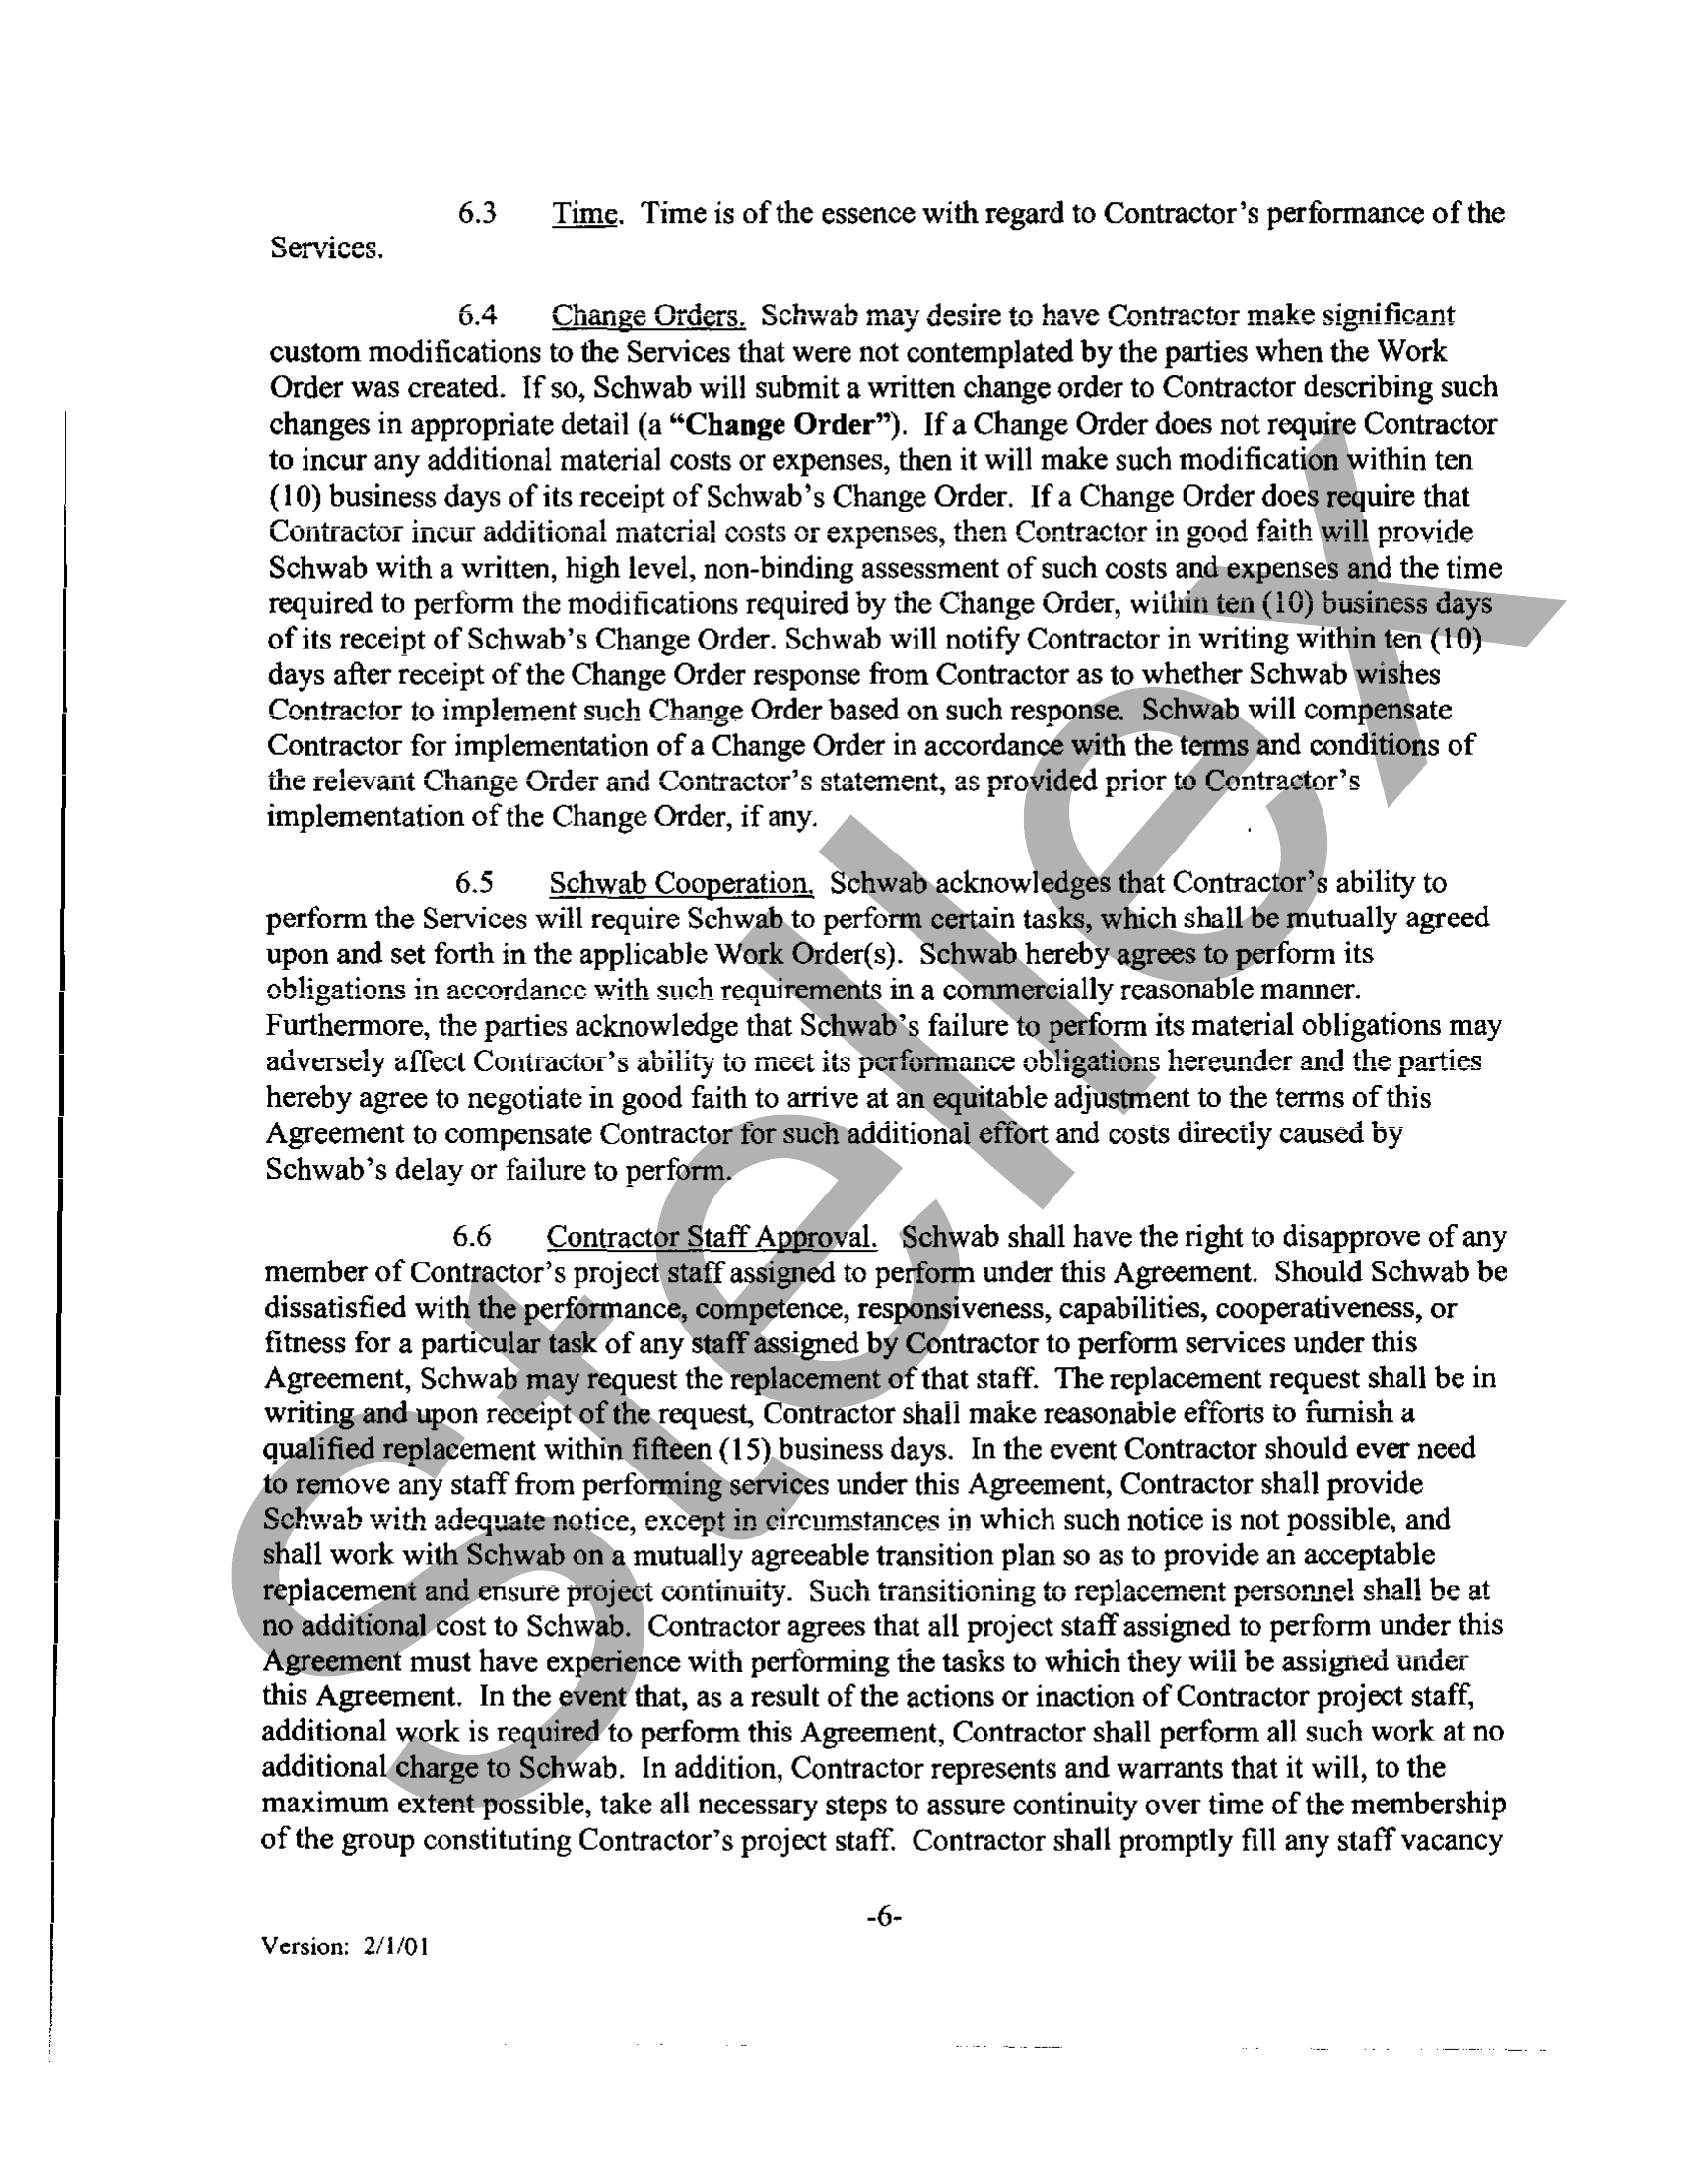 6.3 Time. Time is of the essence with regard to Contractor's performance of the
Services.
6.4 Change Orders. Schwab may desire to have Contractor make significant
custom modifications to the Services that were not contemplated by the parties when the Work
Order was created. If so, Schwab will submit a written change order to Contractor describing such
changes in appropriate detail (a “Change Order”). If a Change Order does not require Contractor
to incur any additional material costs or expenses, then it will make such modification within ten
(10) business days of its receipt of Schwab's Change Order. If a Change Order does require that
Contractor incur additional material costs or expenses, then Contractor in good faith will provide
Schwab with a written, high level, non-binding assessment of such costs and expenses and the time
required to perform the modifications required by the Change Order, within ten (10) business days
of its receipt of Schwab's Change Order. Schwab will notify Contractor in writing within ten (10)
days after receipt of the Change Order response from Contractor as to whether Schwab wishes
Contractor to implement such Change Order based on such response. Schwab will compensate
Contractor for implementation of a Change Order in accordance with the terms and conditions of
the relevant Change Order and Contractor's statement, as provided prior to Contractor's
implementation of the Change Order, if any.
6.5 Schwab Cooperation. Schwab acknowledges that Contractor's ability to
perform the Services will require Schwab to perform certain tasks, which shall be mutually agreed
upon and set forth in the applicable Work Order(s). Schwab hereby agrees to perform its
obligations in accordance with such requirements in a commercially reasonable manner.
Furthermore, the parties acknowledge that Schwab's failure to perform its material obligations may
adversely affect Contractor's ability to meet its performance obligations hereunder and the parties
hereby agree to negotiate in good faith to arrive at an equitable adjustment to the terms of this
Agreement to compensate Contractor for such additional effort and costs directly caused by
Schwab's delay or failure to perform.
6.6 Contractor Staff Approval. Schwab shall have the right to disapprove of any
member of Contractor's project staff assigned to perform under this Agreement. Should Schwab be
dissatisfied with the performance, competence, responsiveness, capabilities, cooperativeness, or
fitness for a particular task of any staff assigned by Contractor to perform services under this
Agreement, Schwab may request the replacement of that staff. The replacement request shall be in
writing and upon receipt of the request, Contractor shall make reasonable efforts to furnish a
qualified replacement within fifteen (15) business days. In the event Contractor should ever need
to remove any staff from performing services under this Agreement, Contractor shall provide
Schwab with adequate notice, except in circumstances in which such notice is not possible, and
shall work with Schwab on a mutually agreeable transition plan so as to provide an acceptable
replacement and ensure project continuity. Such transitioning to replacement personnel shall be at
no additional cost to Schwab. Contractor agrees that all project staff assigned to perform under this
Agreement must have experience with performing the tasks to which they will be assigned under
this Agreement. In the event that, as a result of the actions or inaction of Contractor project staff,
additional work is required to perform this Agreement, Contractor shall perform all such work at no
additional charge to Schwab. In addition, Contractor represents and warrants that it will, to the
maximum extent possible, take all necessary steps to assure continuity over time of the membership
of the group constituting Contractor's project staff. Contractor shall promptly fill any staff vacancy
-6-
Version: 2/1/01
Stellex